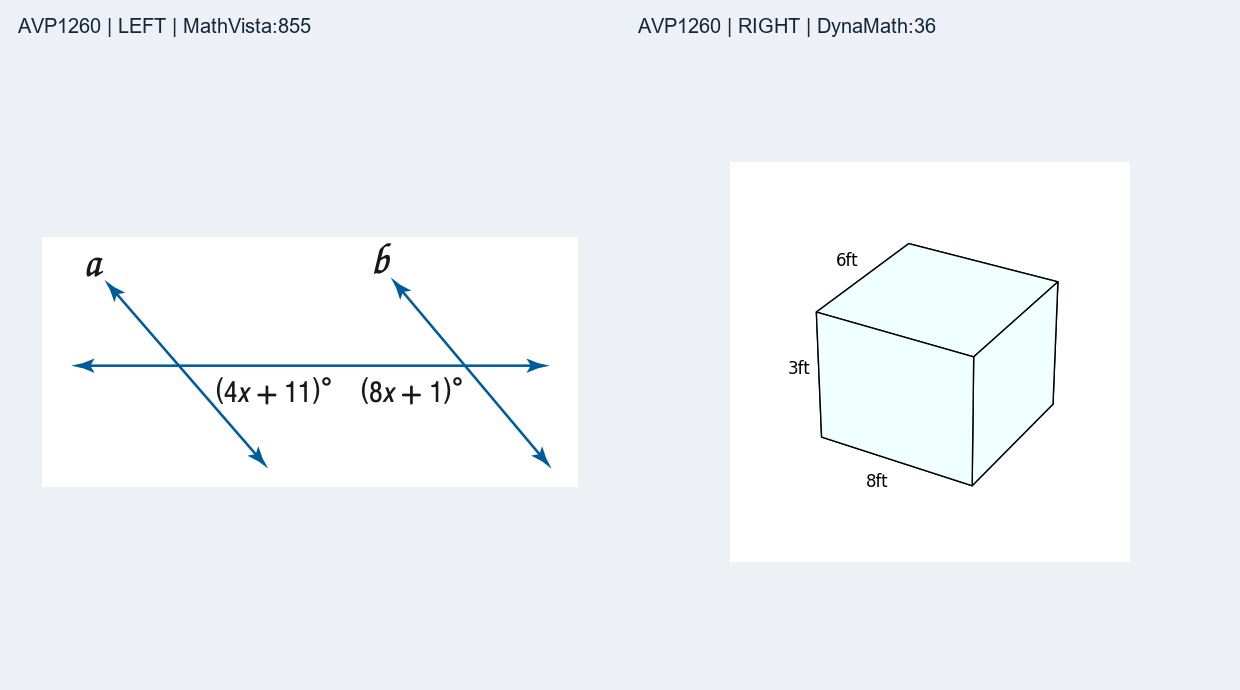 AVP1260 | LEFT | MathVista:855
AVP1260 | RIGHT | DynaMath:36
a
b
(4x + 11)° (8x + 1)°
6ft
3ft
8ft